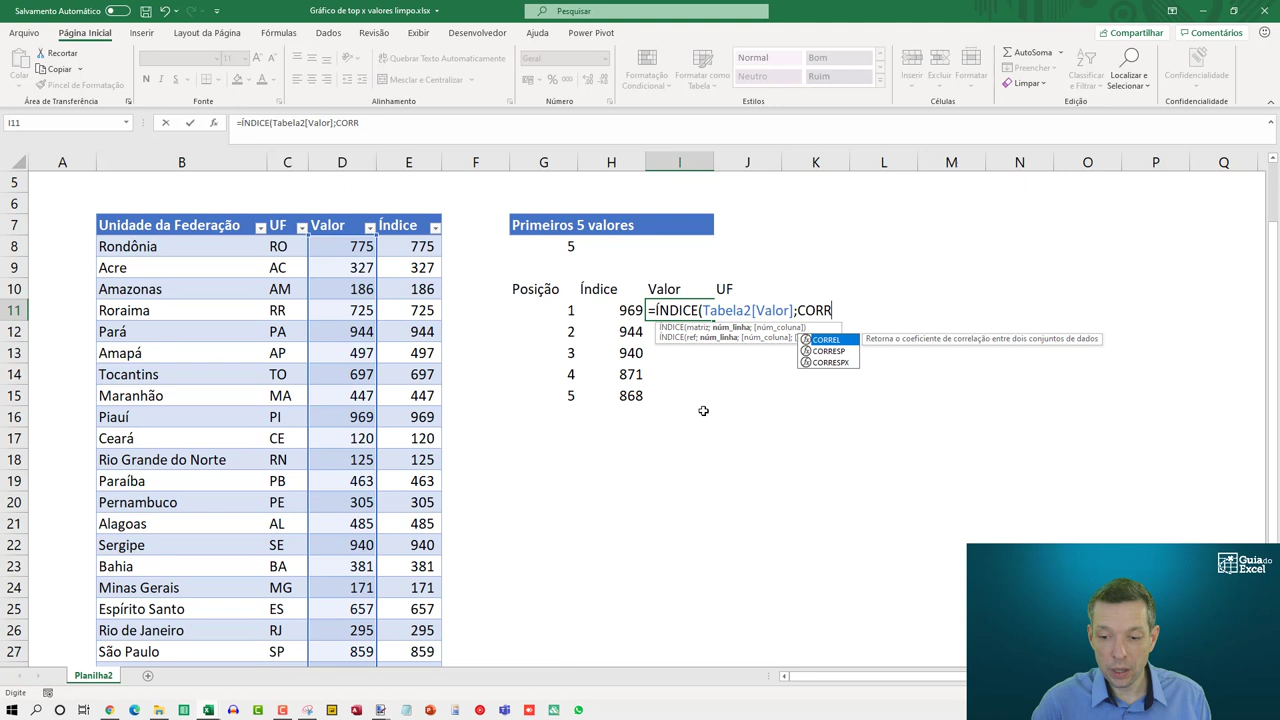 Salvamento Automático
Gráfico de top x valores limpo.xlsx
Pesquisar
Arquivo Página Inicial Inserir Layout da Página Fórmulas Dados Revisão Exibir Desenvolvedor Ajuda Power Pivot
Compartilhar Comentários
Colar
Recortar
Copiar
Pincel de Formatação
Área de Transferência
11
N I S
Fonte
Quebrar Texto Automaticamente
Mesclar e Centralizar
Alinhamento
Geral
% 000
Número
Formatação Condicional
Formatar como Tabela
Normal Bom
Neutro Ruim
Estilos
Inserir Excluir Formatar
Células
AutoSoma
Preencher
Limpar
Classificar e Filtrar
Localizar e Selecionar
Edição
Confidencialidade
Confidencialidade
I11 =ÍNDICE(Tabela2[Valor];CORR
A B C D E F G H I J K L M N O P Q
5
6
7 Unidade da Federação UF Valor Índice Primeiros 5 valores
8 Rondônia RO 775 775 5
9 Acre AC 327 327
10 Amazonas AM 186 186 Posição Índice Valor UF
11 Roraima RR 725 725 1 969 =ÍNDICE(Tabela2[Valor];CORR
ÍNDICE(matriz; núm_linha; [núm_coluna])
12 Pará PA 944 944 2 944
ÍNDICE(ref; núm_linha; [núm_coluna];
CORREL Retorna o coeficiente de correlação entre dois conjuntos de dados
CORRESP
CORRESPX
13 Amapá AP 497 497 3 940
14 Tocantins TO 697 697 4 871
15 Maranhão MA 447 447 5 868
16 Piauí PI 969 969
17 Ceará CE 120 120
18 Rio Grande do Norte RN 125 125
19 Paraíba PB 463 463
20 Pernambuco PE 305 305
21 Alagoas AL 485 485
22 Sergipe SE 940 940
23 Bahia BA 381 381
24 Minas Gerais MG 171 171
25 Espírito Santo ES 657 657
26 Rio de Janeiro RJ 295 295
27 São Paulo SP 859 859
Guia do Excel
Planilha2
Digite